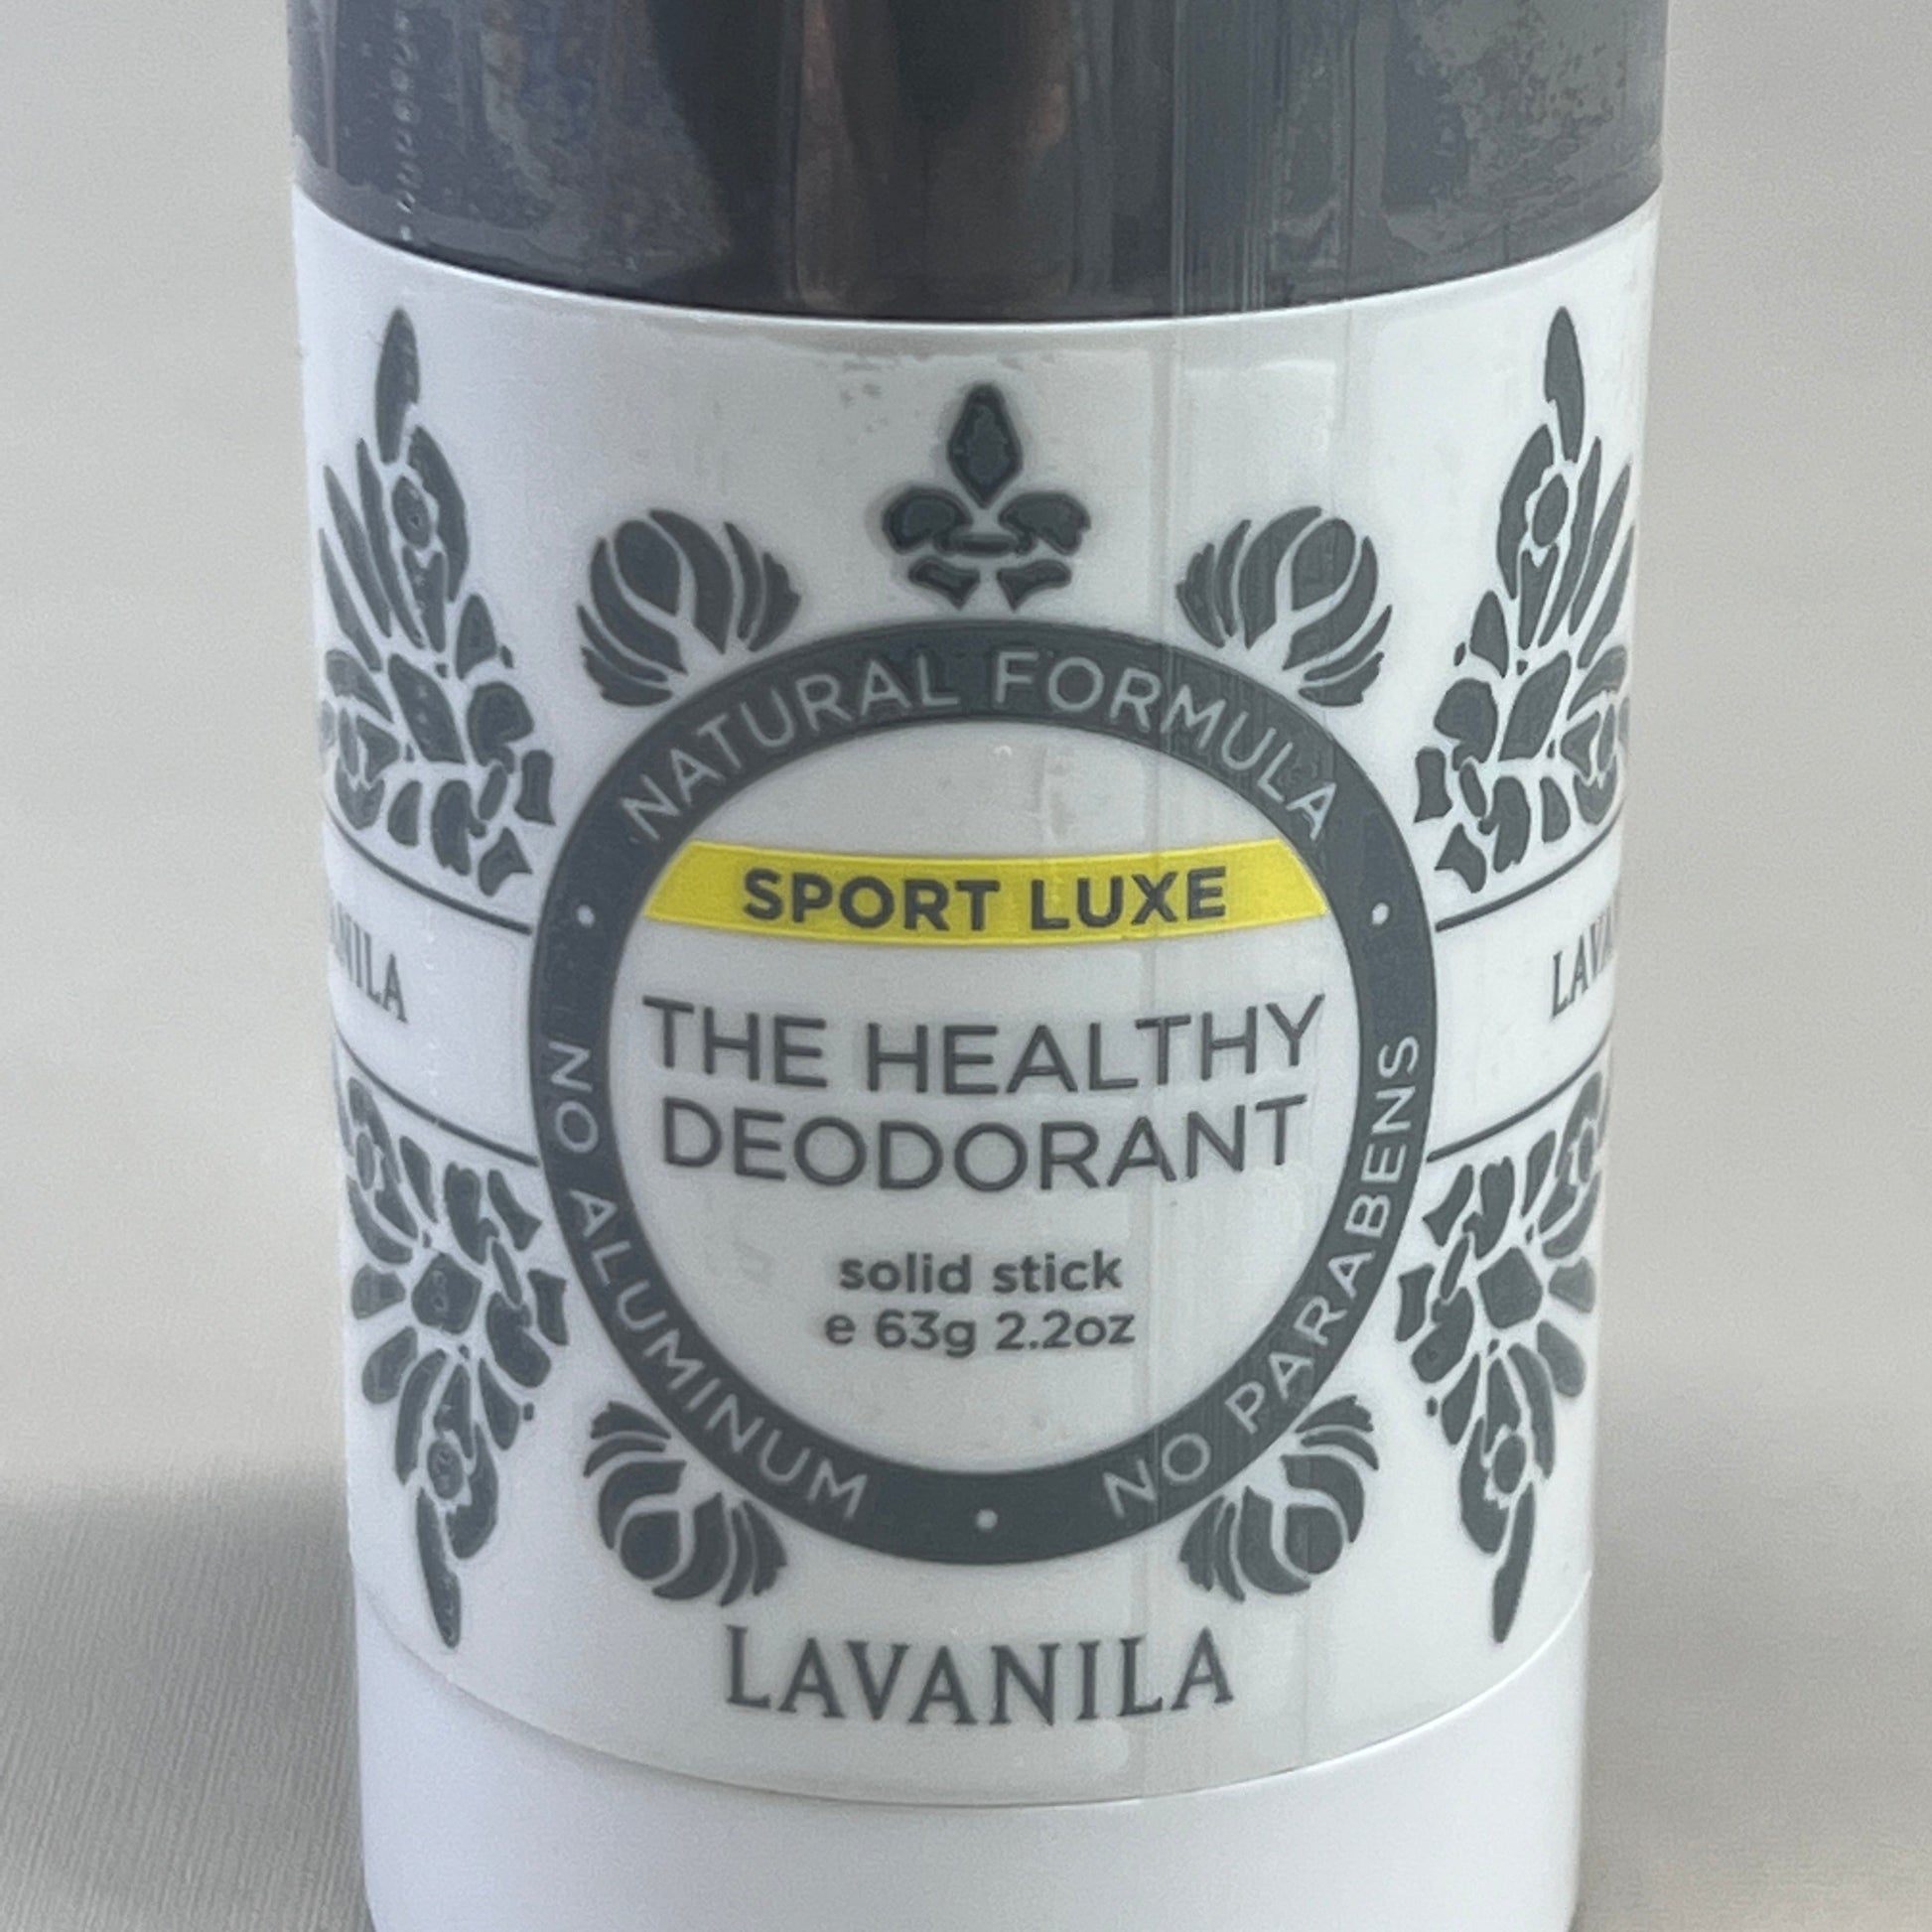 NATURAL FORMULA
SPORT LUXE
THE HEALTHY
DEODORANT
solid stick
e 63g 2.2oz
NO ALUMINUM • NO PARABENS
LAVANILA